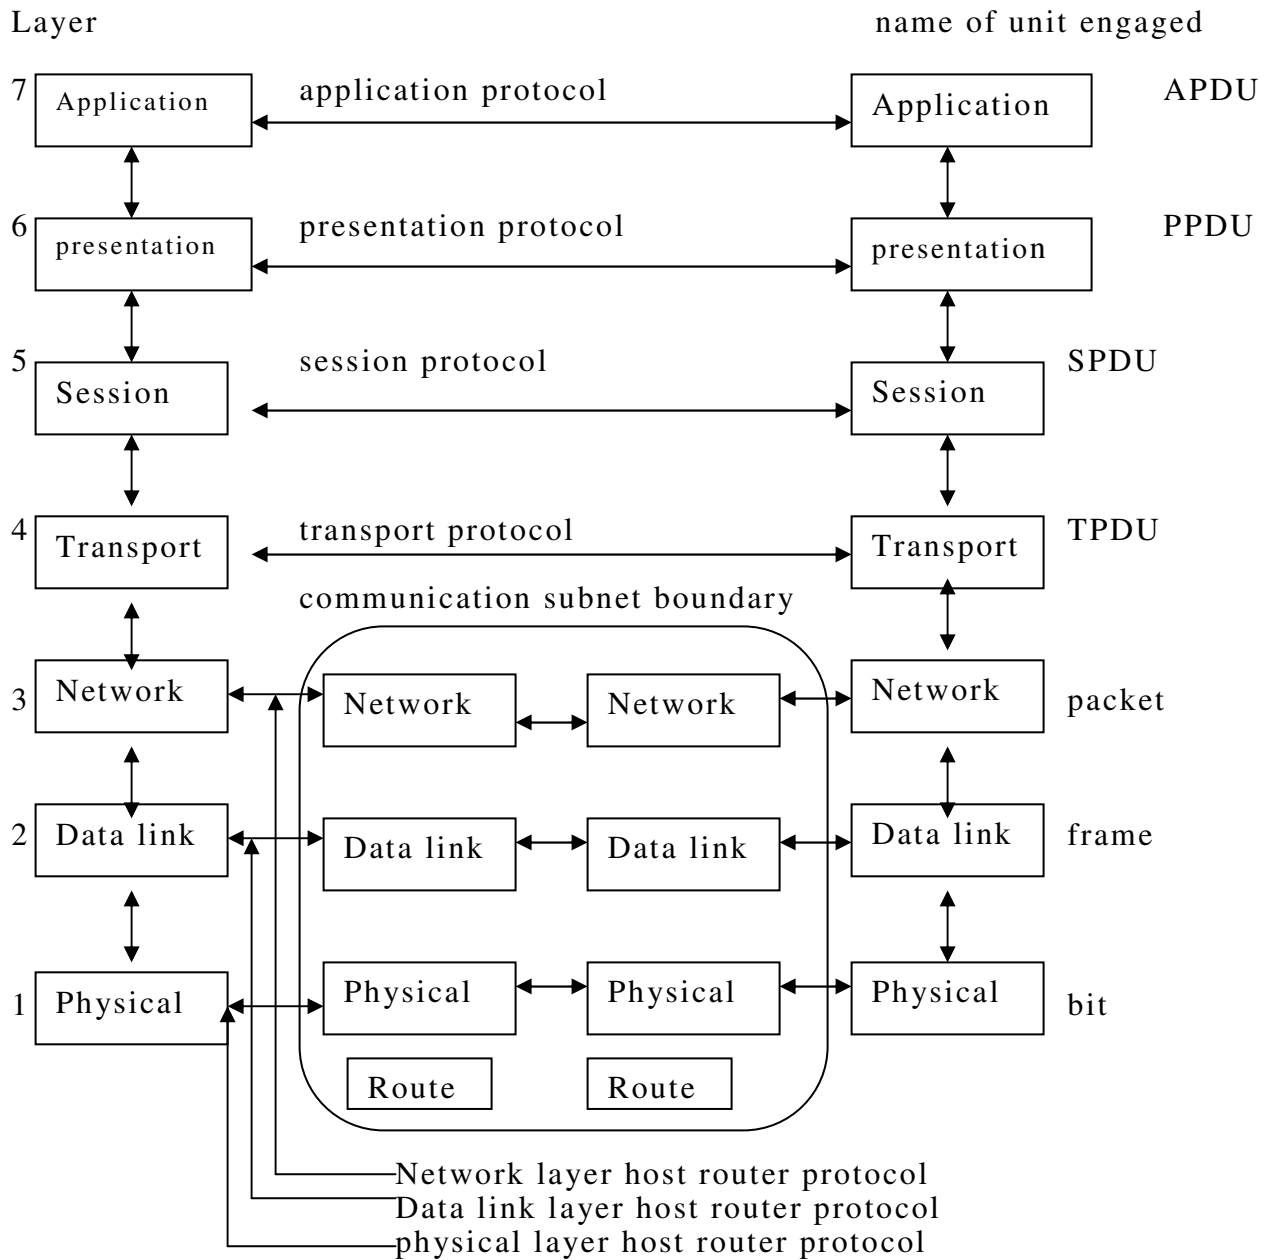 Layer name of unit engaged
7 Application application protocol Application APDU
6 presentation presentation protocol presentation PPDU
5 Session session protocol Session SPDU
4 Transport transport protocol Transport TPDU
communication subnet boundary
3 Network Network Network Network packet
2 Data link Data link Data link Data link frame
1 Physical Physical Physical Physical bit
Route Route
Network layer host router protocol
Data link layer host router protocol
physical layer host router protocol